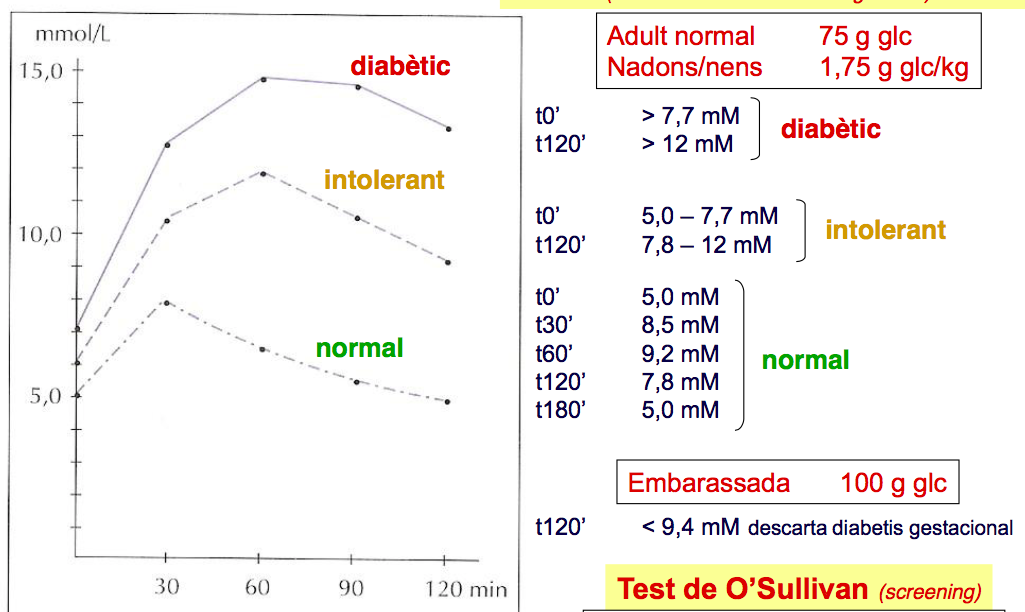 mmol/L
15,0
10,0
5,0
30
60
90
120 min
diabètic
intolerant
normal
Adult normal 75 g glc
Nadons/nens 1,75 g glc/kg
t0’ > 7,7 mM
t120’ > 12 mM
diabètic
t0’ 5,0 – 7,7 mM
t120’ 7,8 – 12 mM
intolerant
t0’ 5,0 mM
t30’ 8,5 mM
t60’ 9,2 mM
t120’ 7,8 mM
t180’ 5,0 mM
normal
Embarassada 100 g glc
t120’ < 9,4 mM descarta diabetis gestacional
Test de O’Sullivan (screening)